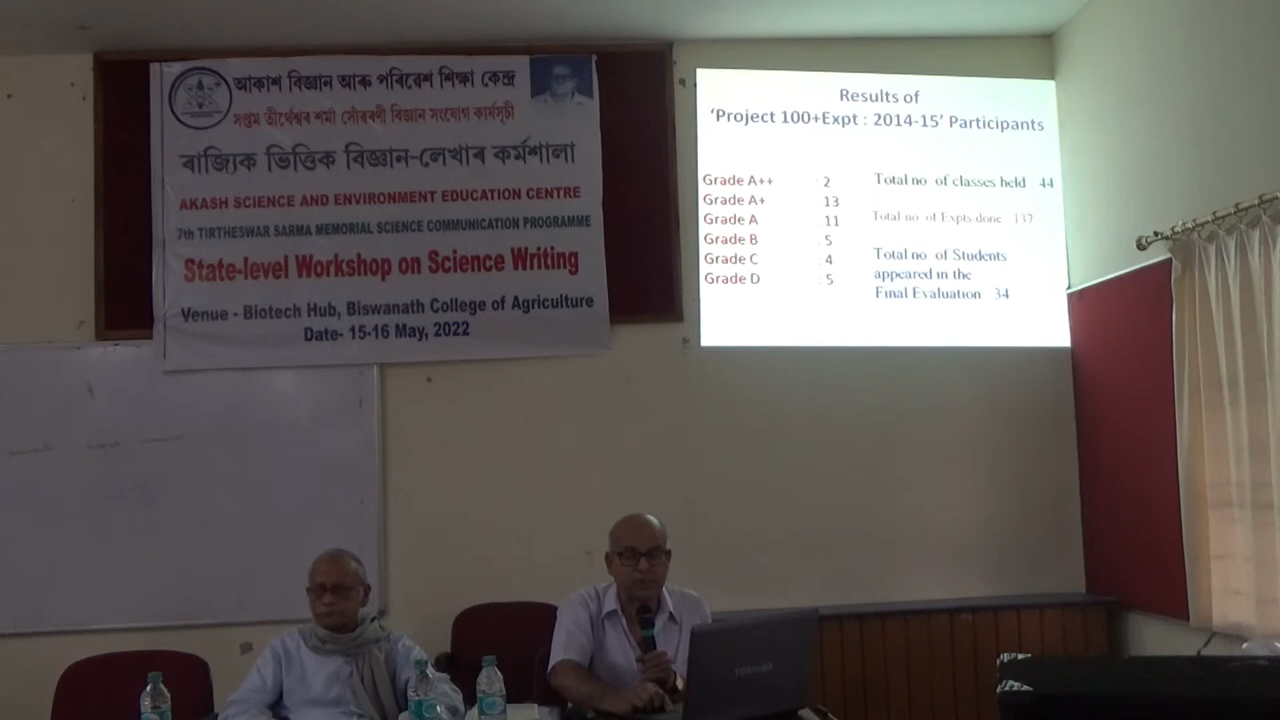 আকাশ বিজ্ঞান আৰু পৰিৱেশ শিক্ষা কেন্দ্ৰ
সপ্তম তীৰ্থেশ্বৰ শৰ্মা সোঁৱৰণী বিজ্ঞান সংযোগ কাৰ্যসূচী
ৰাজ্যিক ভিত্তিক বিজ্ঞান-লেখাৰ কৰ্মশালা
AKASH SCIENCE AND ENVIRONMENT EDUCATION CENTRE
7th TIRTHESWAR SARMA MEMORIAL SCIENCE COMMUNICATION PROGRAMME
State-level Workshop on Science Writing
Venue - Biotech Hub, Biswanath College of Agriculture
Date- 15-16 May, 2022
Results of
‘Project 100+Expt : 2014-15’ Participants
Grade A++ : 2
Grade A+ : 13
Grade A : 11
Grade B : 5
Grade C : 4
Grade D : 5
Total no of classes held 44
Total no of Expts done 137
Total no of Students
appeared in the
Final Evaluation 34
TOSHIBA